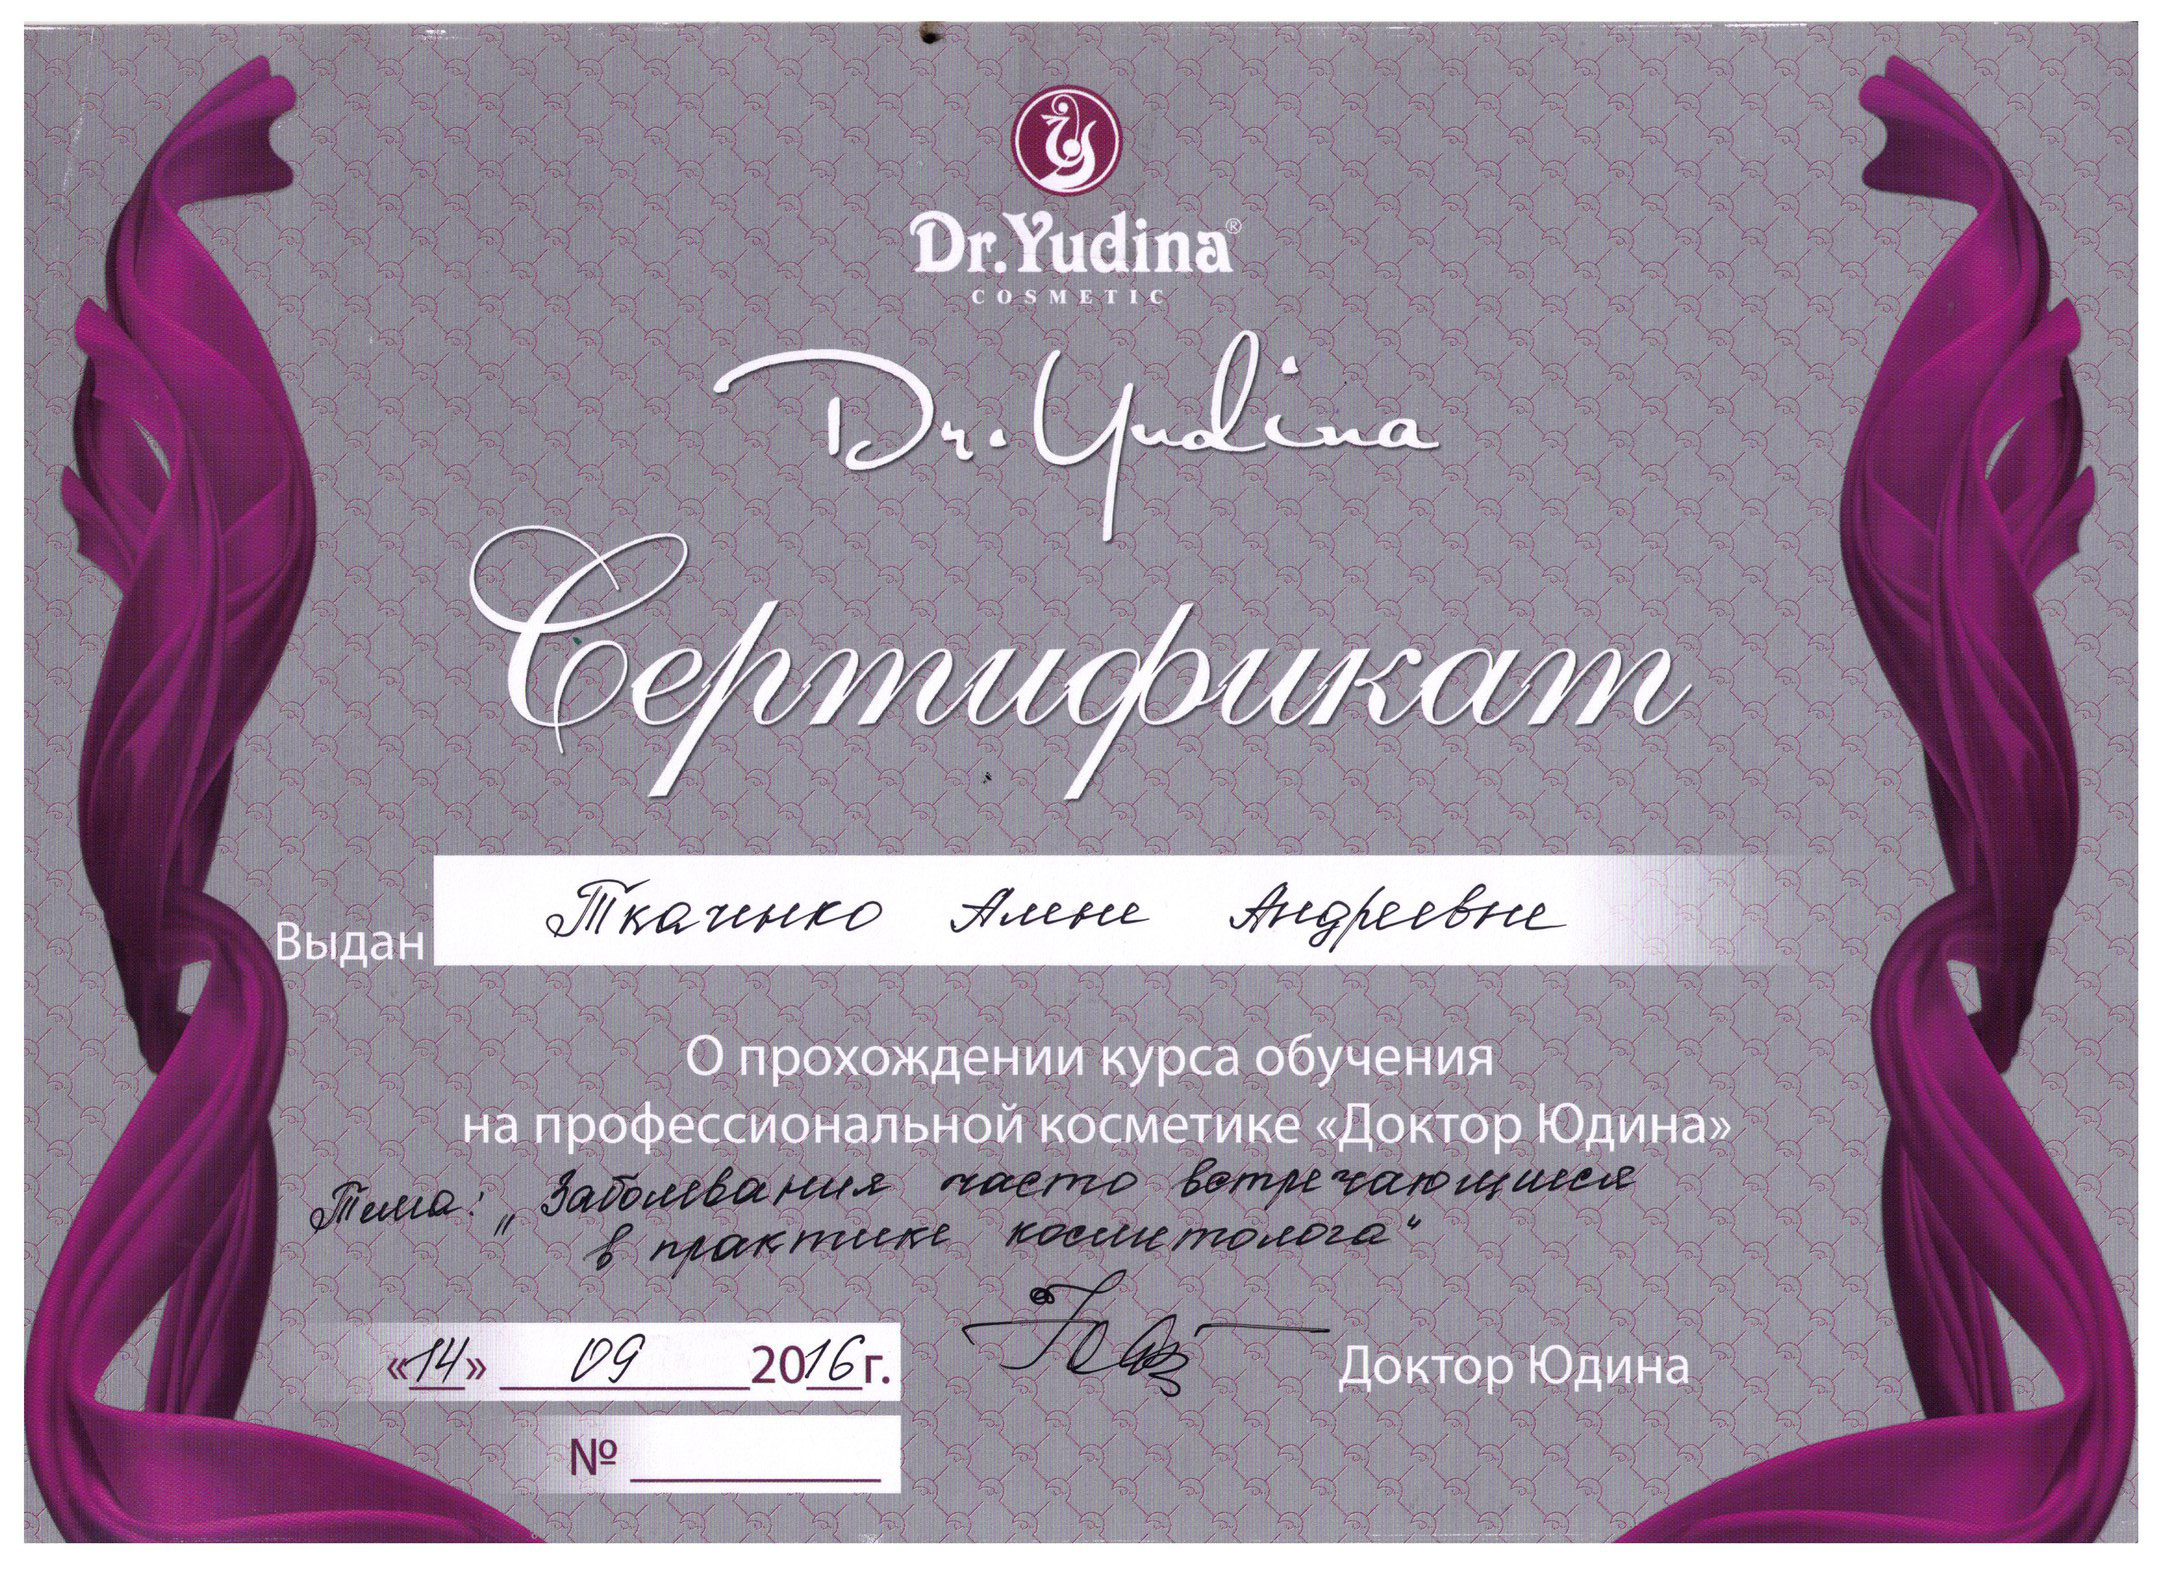 Dr.Yudina®
COSMETIC
Dr. Yudina
Сертификат
Выдан Ткаченко Алене Андреевне
О прохождении курса обучения
на профессиональной косметике «Доктор Юдина»
Тема: „Заболевания часто встречающиеся
в практике косметолога“
«14» 09 2016г. Доктор Юдина
№